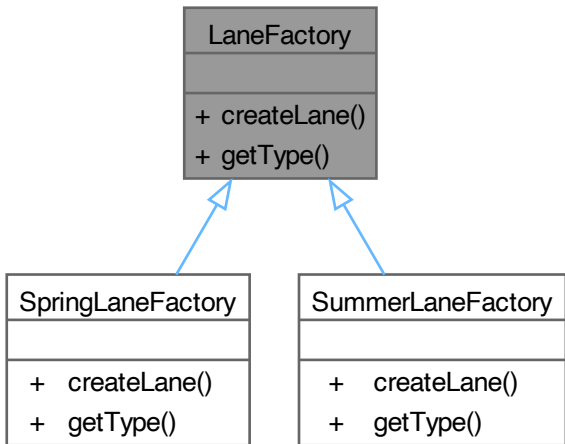 LaneFactory
+ createLane()
+ getType()
SpringLaneFactory
+ createLane()
+ getType()
SummerLaneFactory
+ createLane()
+ getType()